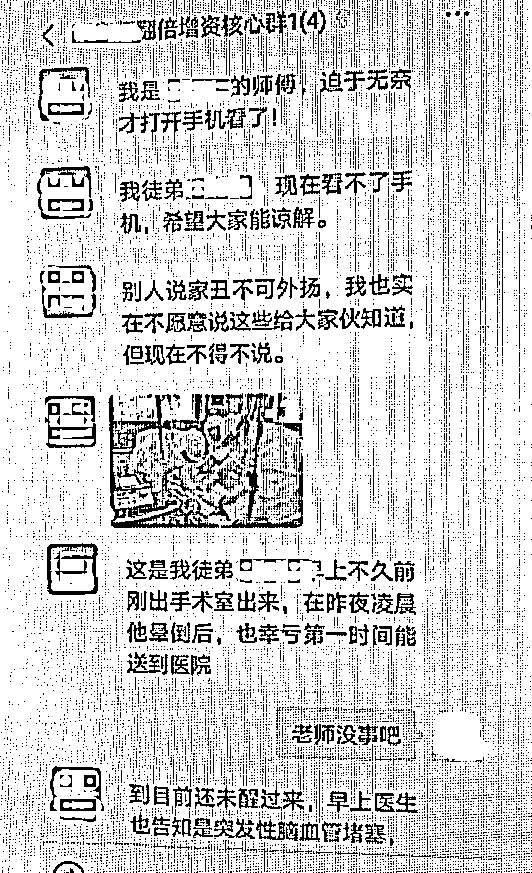 翻倍增资核心群1(4)
我是
的师傅，迫于无奈
才打开手机看了！
我徒弟
现在看不了手
机，希望大家能谅解。
别人说家丑不可外扬，我也实
在不愿意说这些给大家伙知道，
但现在不得不说。
这是我徒弟
上不久前
刚出手术室出来，在昨夜凌晨
他晕倒后，也幸亏第一时间能
送到医院
老师没事吧
到目前还未醒过来，早上医生
也告知是突发性脑血管堵塞，